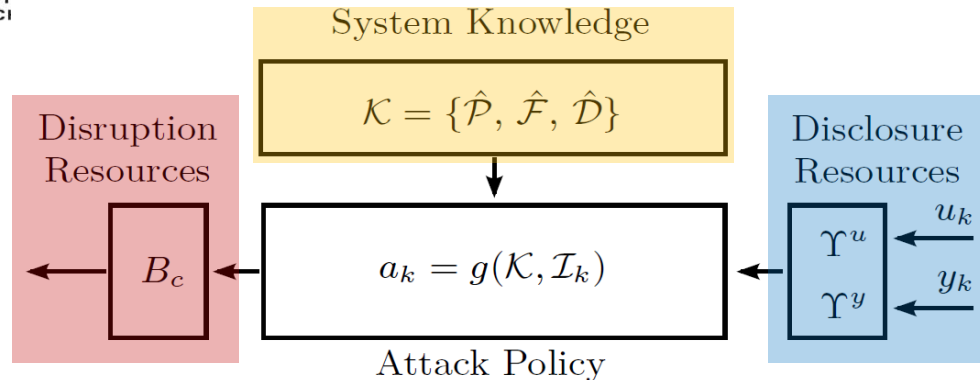 System Knowledge
𝒦 = {𝒫̂, ℱ̂, 𝒟̂}
Disruption
Resources
B_c
a_k = g(𝒦, ℐ_k)
Attack Policy
Disclosure
Resources
Υ^u
Υ^y
u_k
y_k